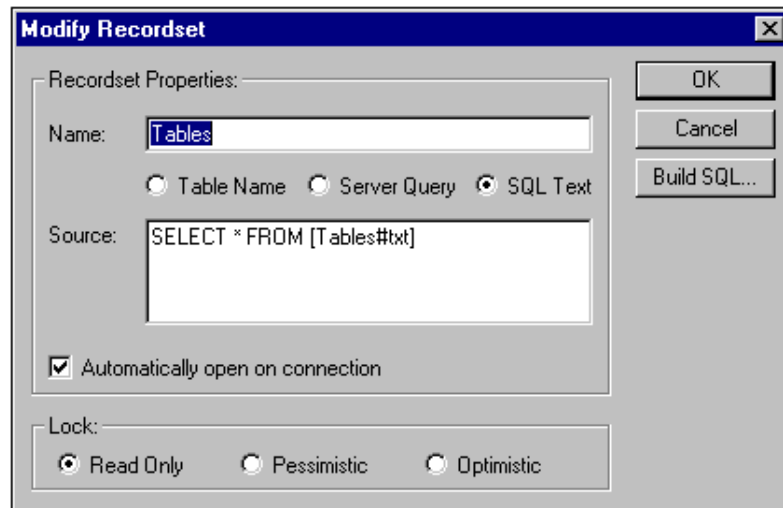 Modify Recordset
Recordset Properties:
OK
Name: Tables
Cancel
Table Name Server Query SQL Text
Build SQL...
Source: SELECT * FROM [Tables#txt]
Automatically open on connection
Lock:
Read Only Pessimistic Optimistic